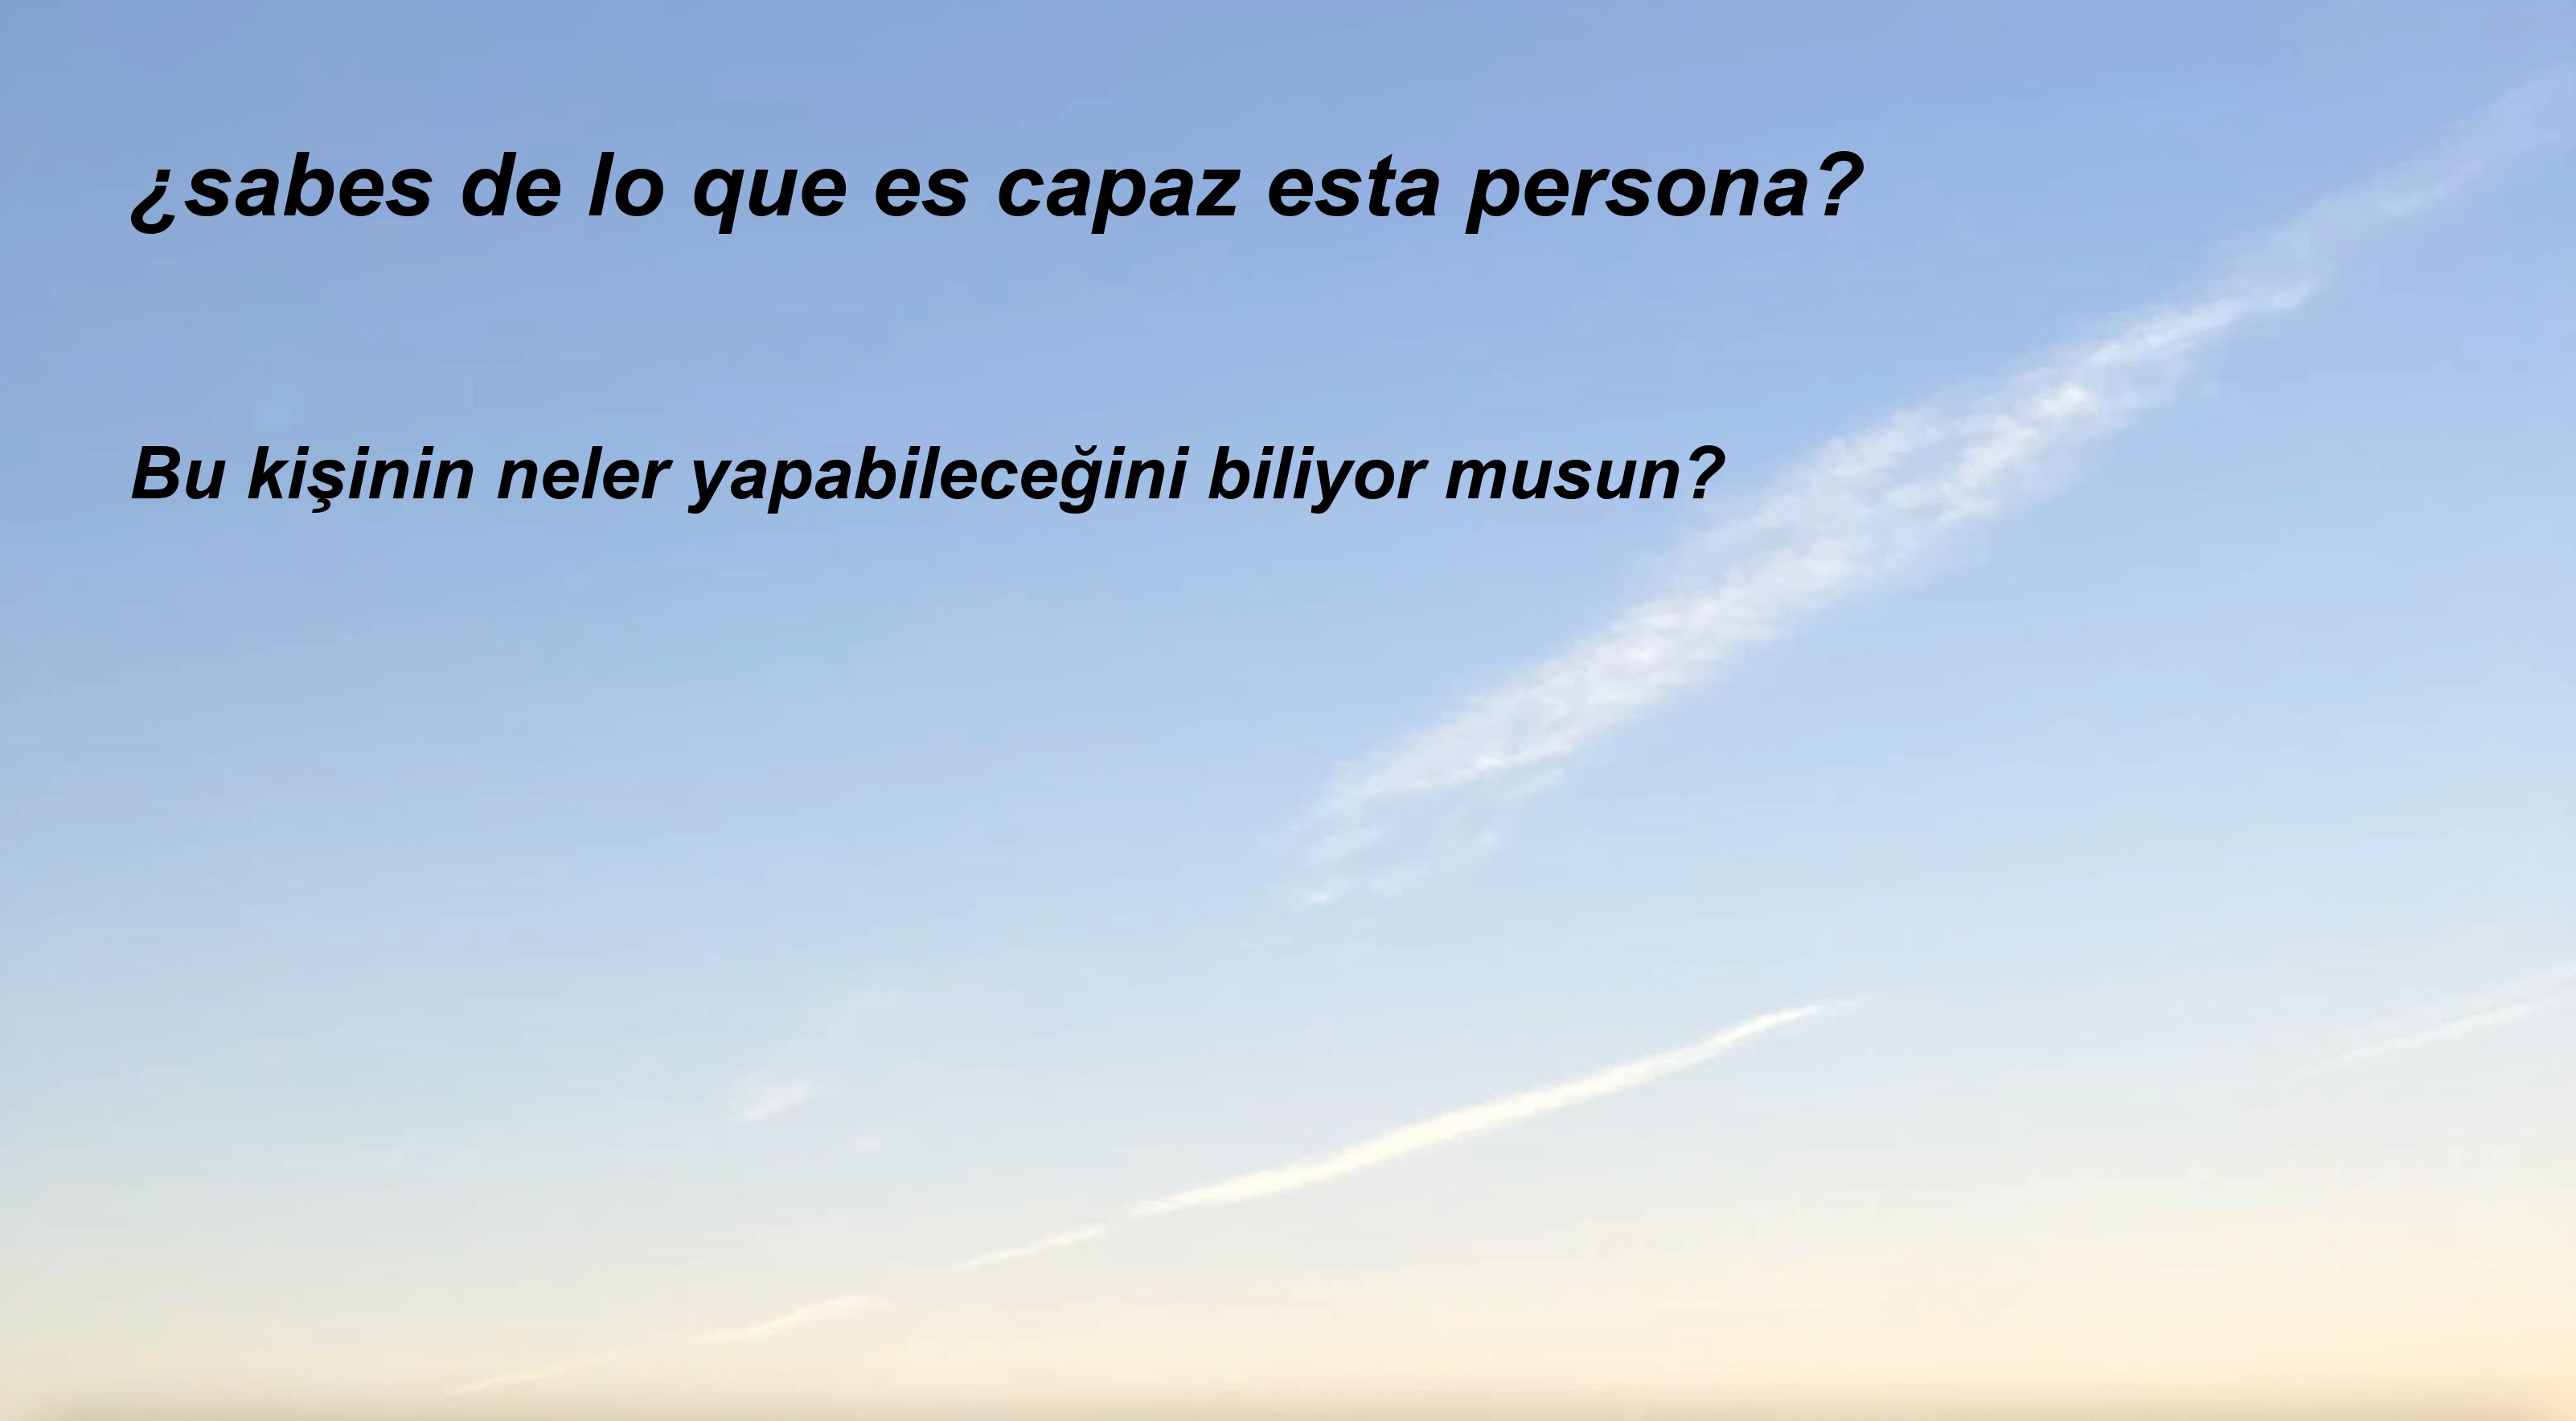 ¿sabes de lo que es capaz esta persona?
Bu kişinin neler yapabileceğini biliyor musun?